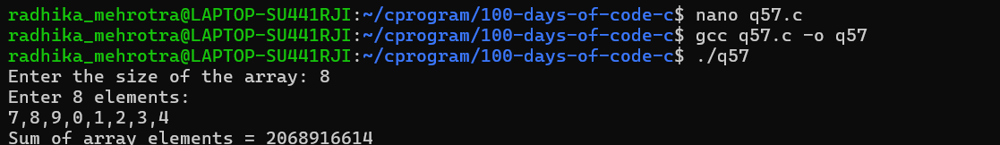 radhika_mehrotra@LAPTOP-SU441RJI:~/cprogram/100-days-of-code-c$ nano q57.c
radhika_mehrotra@LAPTOP-SU441RJI:~/cprogram/100-days-of-code-c$ gcc q57.c -o q57
radhika_mehrotra@LAPTOP-SU441RJI:~/cprogram/100-days-of-code-c$ ./q57
Enter the size of the array: 8
Enter 8 elements:
7,8,9,0,1,2,3,4
Sum of array elements = 2068916614